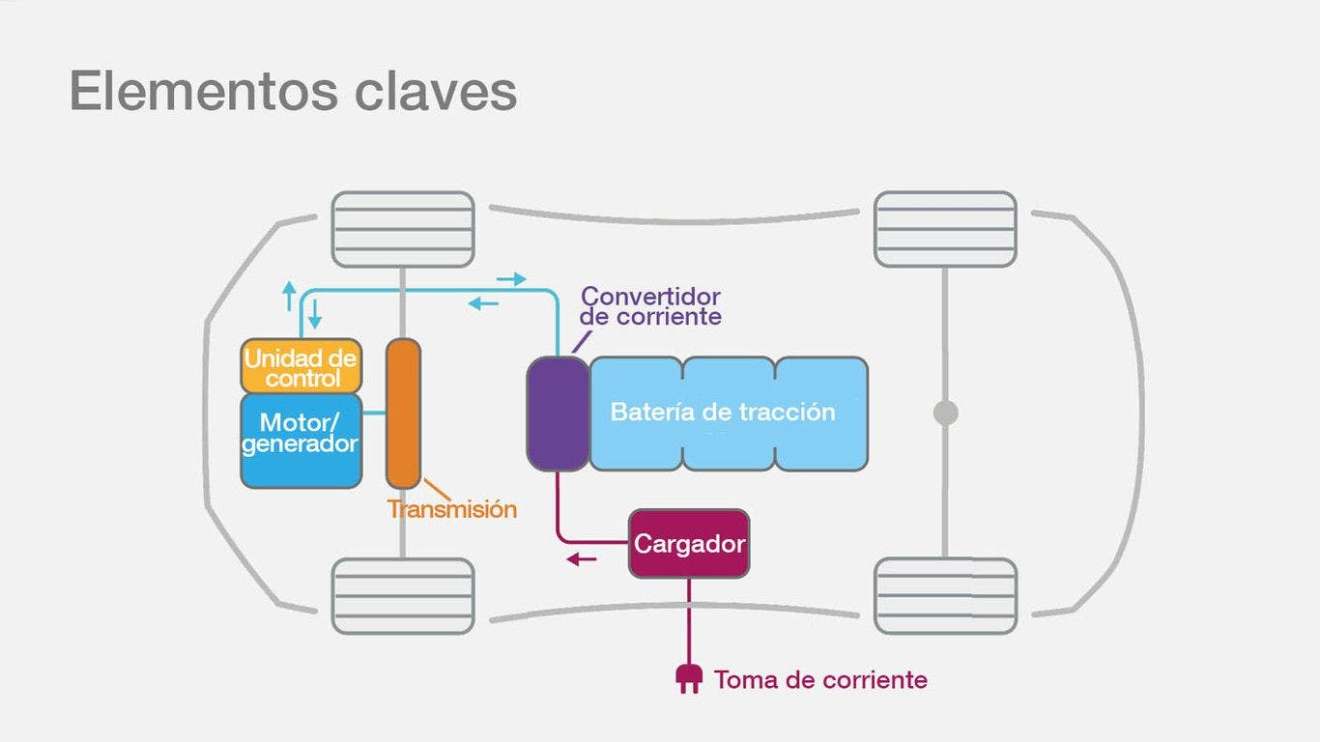 Elementos claves
Convertidor
de corriente
Unidad de
control
Motor/
generador
Batería de tracción
Transmisión
Cargador
Toma de corriente